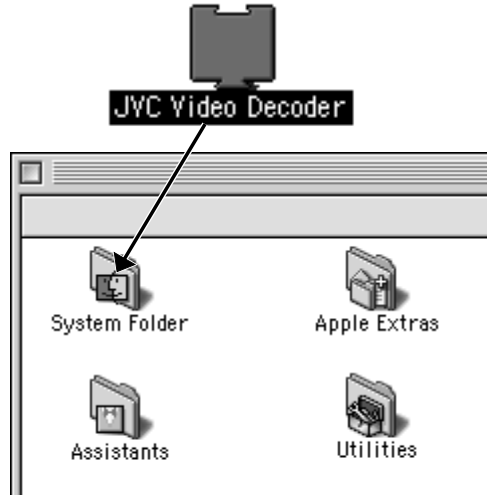 JVC Video Decoder
System Folder
Apple Extras
Assistants
Utilities